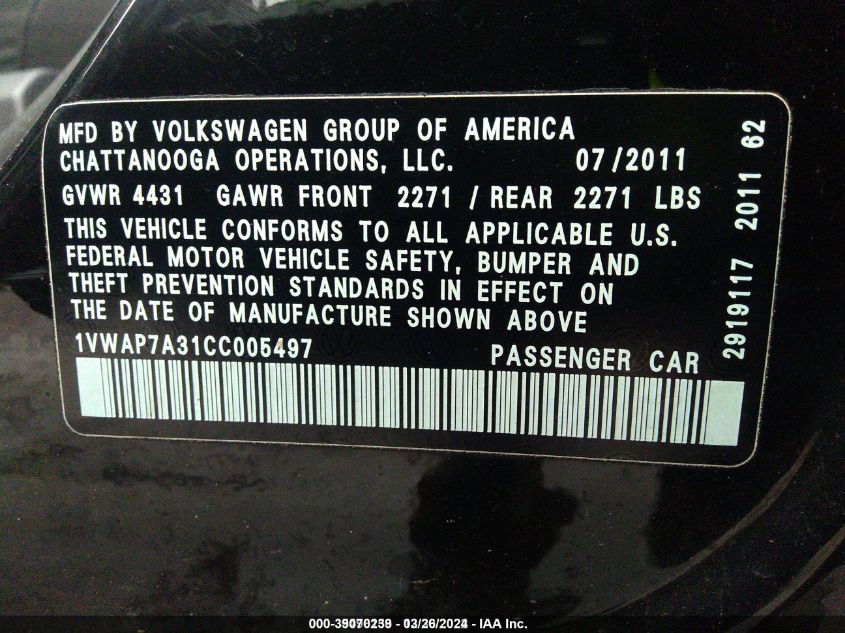 MFD BY VOLKSWAGEN GROUP OF AMERICA
CHATTANOOGA OPERATIONS, LLC. 07/2011
GVWR 4431 GAWR FRONT 2271 / REAR 2271 LBS
THIS VEHICLE CONFORMS TO ALL APPLICABLE U.S.
FEDERAL MOTOR VEHICLE SAFETY, BUMPER AND
THEFT PREVENTION STANDARDS IN EFFECT ON
THE DATE OF MANUFACTURE SHOWN ABOVE
1VWAP7A31CC005497 PASSENGER CAR
2919117 2011 62
- IAA Inc.